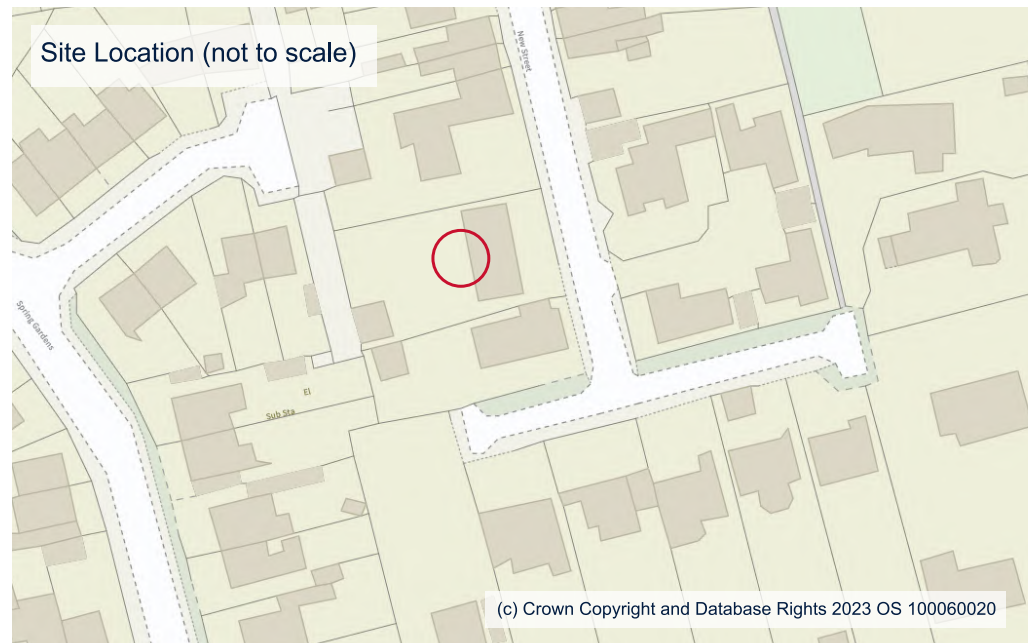 Site Location (not to scale)
New Street
Spring Gardens
El
Sub Sta
(c) Crown Copyright and Database Rights 2023 OS 100060020